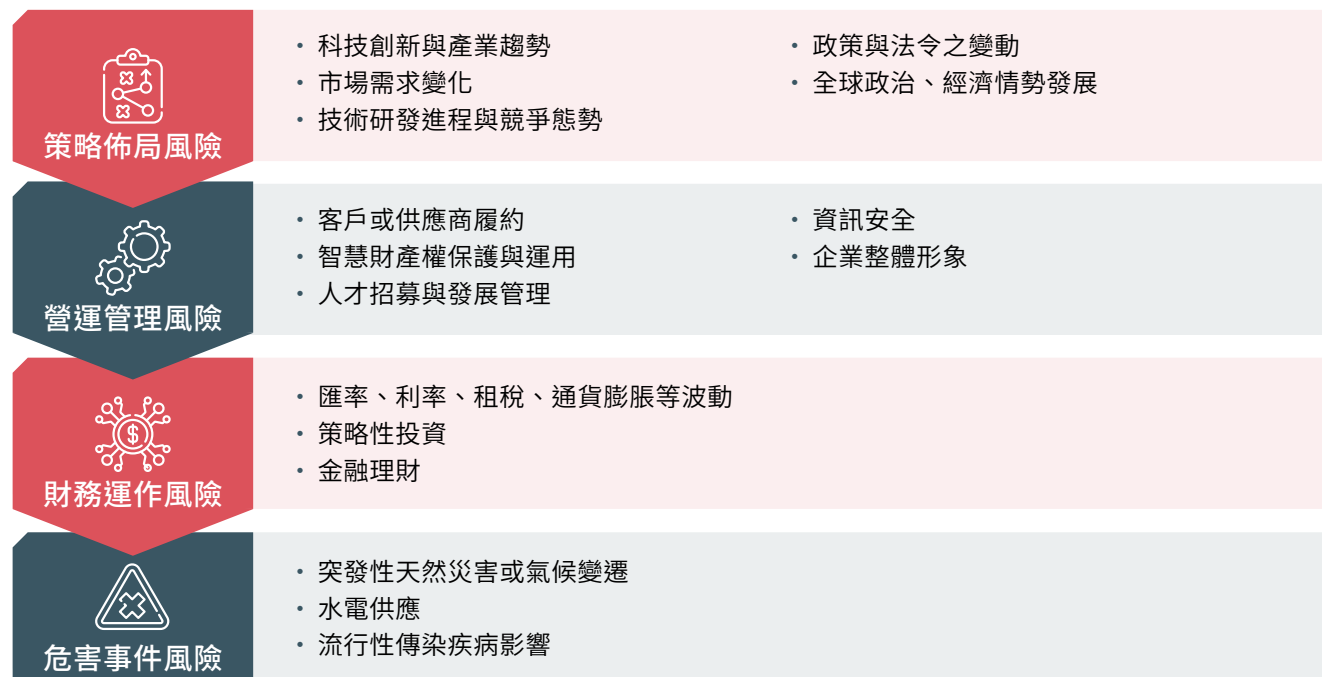 策略佈局風險
・科技創新與產業趨勢
・市場需求變化
・技術研發進程與競爭態勢
・政策與法令之變動
・全球政治、經濟情勢發展
營運管理風險
・客戶或供應商履約
・智慧財產權保護與運用
・人才招募與發展管理
・資訊安全
・企業整體形象
財務運作風險
・匯率、利率、租稅、通貨膨脹等波動
・策略性投資
・金融理財
危害事件風險
・突發性天然災害或氣候變遷
・水電供應
・流行性傳染疾病影響